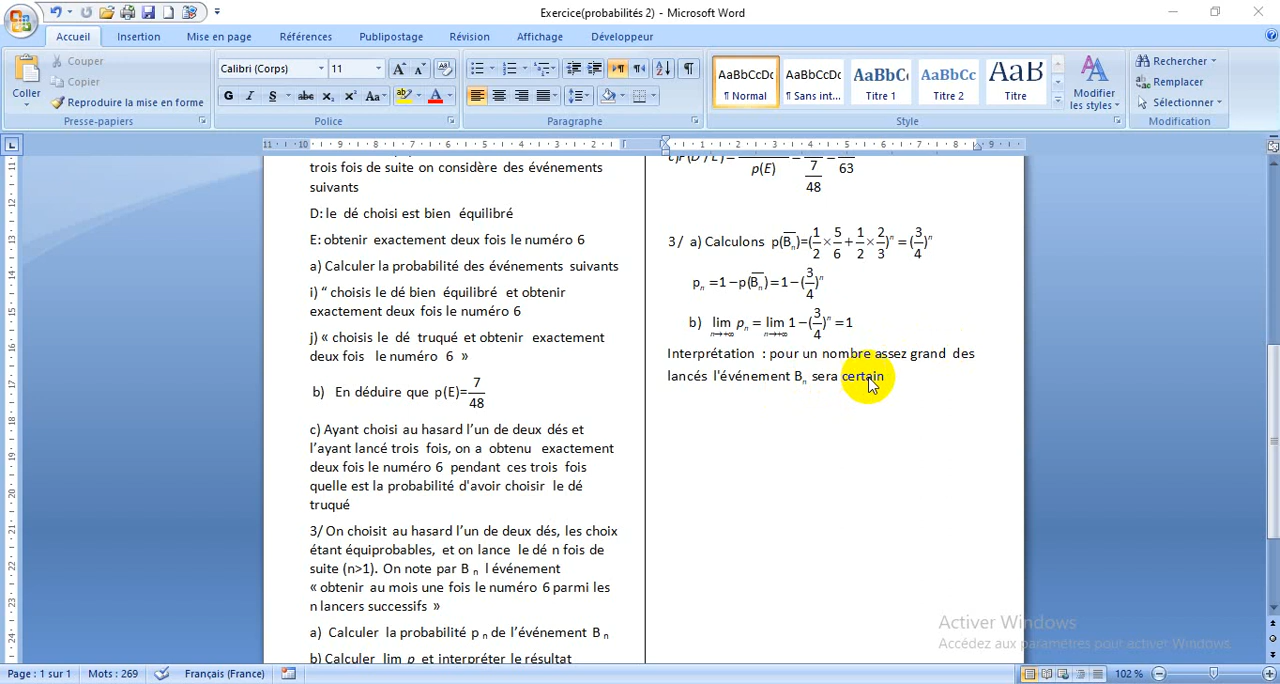 Exercice(probabilités 2) - Microsoft Word
Accueil Insertion Mise en page Références Publipostage Révision Affichage Développeur
Coller
Couper
Copier
Reproduire la mise en forme
Presse-papiers
Calibri (Corps) 11
G I S abc X₂ X² Aa
Police
Paragraphe
AaBbCcDc AaBbCcDc AaBbC AaBbCc AaB
¶ Normal ¶ Sans int... Titre 1 Titre 2 Titre
Style
Modifier les styles
Rechercher
Remplacer
Sélectionner
Modification
trois fois de suite on considère des événements
suivants
D: le dé choisi est bien équilibré
E: obtenir exactement deux fois le numéro 6
a) Calculer la probabilité des événements suivants
i) “ choisis le dé bien équilibré et obtenir
exactement deux fois le numéro 6
j) « choisis le dé truqué et obtenir exactement
deux fois le numéro 6 »
b) En déduire que p(E)=7/48
c) Ayant choisi au hasard l’un de deux dés et
l’ayant lancé trois fois, on a obtenu exactement
deux fois le numéro 6 pendant ces trois fois
quelle est la probabilité d'avoir choisir le dé
truqué
3/ On choisit au hasard l’un de deux dés, les choix
étant équiprobables, et on lance le dé n fois de
suite (n>1). On note par B n l événement
« obtenir au mois une fois le numéro 6 parmi les
n lancers successifs »
a) Calculer la probabilité p n de l’événement B n
b) Calculer lim p et interpréter le résultat
p(E) 7/48 63
3/ a) Calculons p(B̅n)=(1/2×5/6+1/2×2/3)ⁿ=(3/4)ⁿ
pn=1−p(B̅n)=1−(3/4)ⁿ
b) lim n→+∞ pn = lim n→+∞ 1−(3/4)ⁿ=1
Interprétation : pour un nombre assez grand des
lancés l'événement Bn sera certain
Activer Windows
Accédez aux paramètres pour activer Windows.
Page : 1 sur 1 Mots : 269 Français (France) 102 %